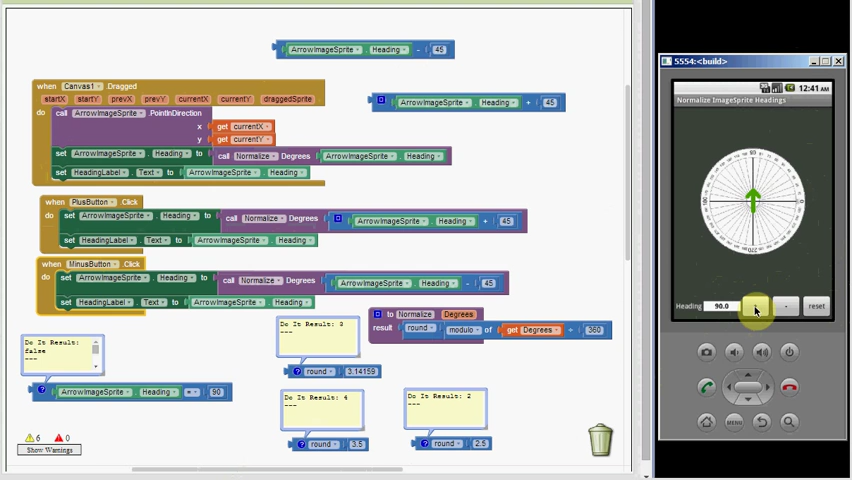 ArrowImageSprite . Heading - 45
when Canvas1 .Dragged
startX startY prevX prevY currentX currentY draggedSprite
do call ArrowImageSprite .PointInDirection
x get currentX
y get currentY
set ArrowImageSprite . Heading to call Normalize Degrees ArrowImageSprite . Heading
set HeadingLabel . Text to ArrowImageSprite . Heading
ArrowImageSprite . Heading + 45
when PlusButton .Click
do set ArrowImageSprite . Heading to call Normalize Degrees ArrowImageSprite . Heading + 45
set HeadingLabel . Text to ArrowImageSprite . Heading
when MinusButton .Click
do set ArrowImageSprite . Heading to call Normalize Degrees ArrowImageSprite . Heading - 45
set HeadingLabel . Text to ArrowImageSprite . Heading
to Normalize Degrees
result round modulo of get Degrees ÷ 360
Do It Result:
false
---
ArrowImageSprite . Heading = 90
Do It Result: 3
---
round 3.14159
Do It Result: 4
---
round 3.5
Do It Result: 2
---
round 2.5
6 0
Show Warnings
5554:<build>
12:41 AM
Normalize ImageSprite Headings
Heading 90.0 - reset
MENU